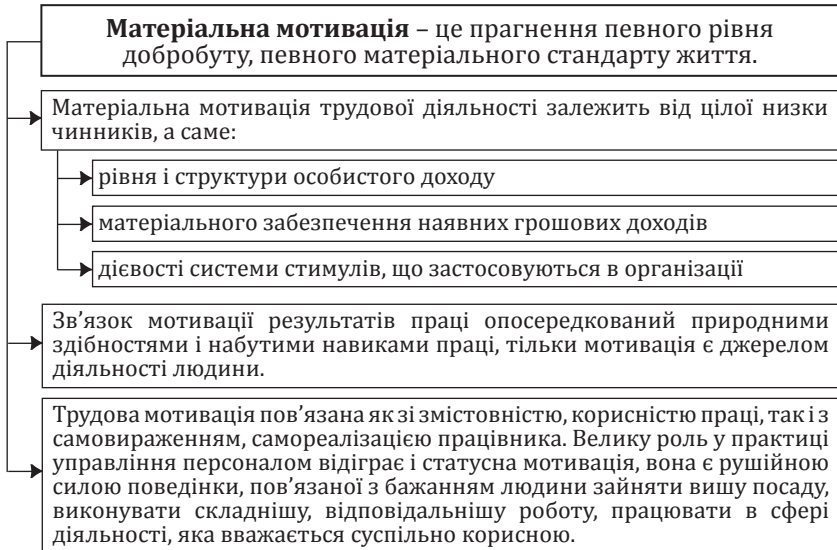 Матеріальна мотивація – це прагнення певного рівня
добробуту, певного матеріального стандарту життя.
Матеріальна мотивація трудової діяльності залежить від цілої низки
чинників, а саме:
рівня і структури особистого доходу
матеріального забезпечення наявних грошових доходів
дієвості системи стимулів, що застосовуються в організації
Зв’язок мотивації результатів праці опосередкований природними
здібностями і набутими навиками праці, тільки мотивація є джерелом
діяльності людини.
Трудова мотивація пов’язана як зі змістовністю, корисністю праці, так і з
самовираженням, самореалізацією працівника. Велику роль у практиці
управління персоналом відіграє і статусна мотивація, вона є рушійною
силою поведінки, пов’язаної з бажанням людини зайняти вишу посаду,
виконувати складнішу, відповідальнішу роботу, працювати в сфері
діяльності, яка вважається суспільно корисною.